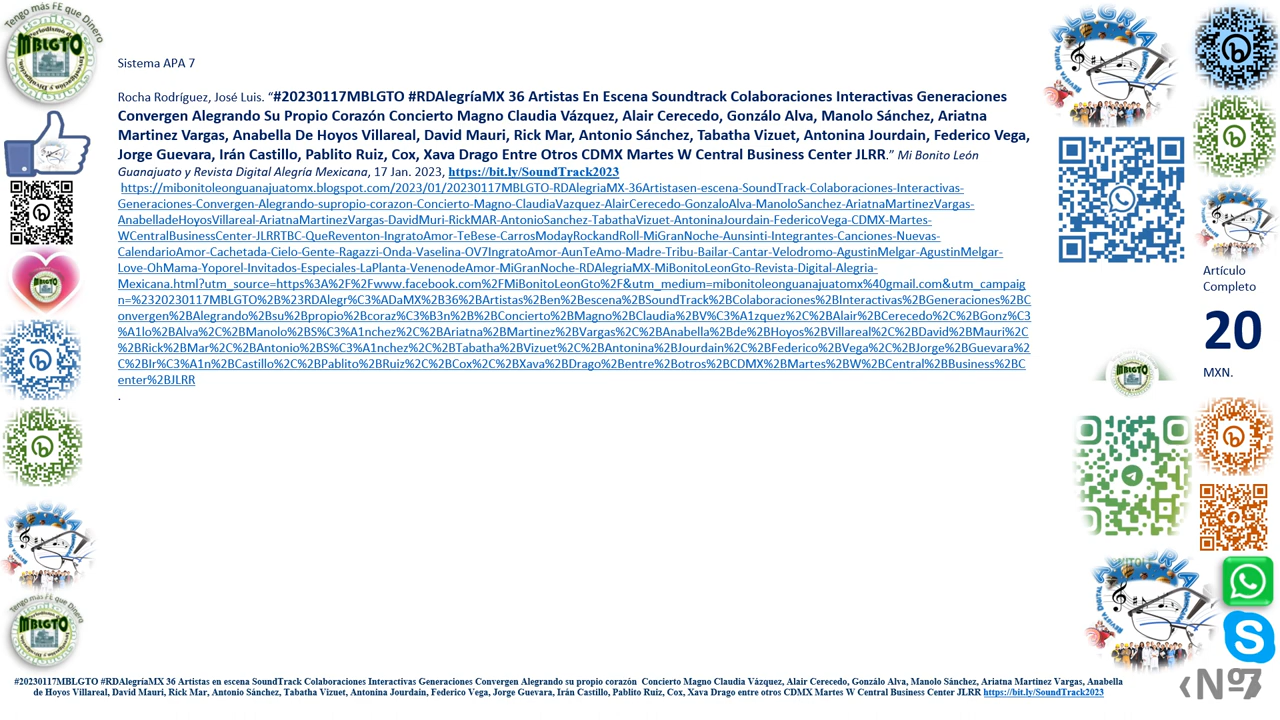 Tengo más FE que Dinero
MBLGTO
Sistema APA 7
Rocha Rodríguez, José Luis. “#20230117MBLGTO #RDAlegríaMX 36 Artistas En Escena Soundtrack Colaboraciones Interactivas Generaciones
Convergen Alegrando Su Propio Corazón Concierto Magno Claudia Vázquez, Alair Cerecedo, Gonzálo Alva, Manolo Sánchez, Ariatna
Martinez Vargas, Anabella De Hoyos Villareal, David Mauri, Rick Mar, Antonio Sánchez, Tabatha Vizuet, Antonina Jourdain, Federico Vega,
Jorge Guevara, Irán Castillo, Pablito Ruiz, Cox, Xava Drago Entre Otros CDMX Martes W Central Business Center JLRR.” Mi Bonito León
Guanajuato y Revista Digital Alegría Mexicana, 17 Jan. 2023, https://bit.ly/SoundTrack2023
https://mibonitoleonguanajuatomx.blogspot.com/2023/01/20230117MBLGTO-RDAlegriaMX-36Artistasen-escena-SoundTrack-Colaboraciones-Interactivas-
Generaciones-Convergen-Alegrando-supropio-corazon-Concierto-Magno-ClaudiaVazquez-AlairCerecedo-GonzaloAlva-ManoloSanchez-AriatnaMartinezVargas-
AnabelladeHoyosVillareal-AriatnaMartinezVargas-DavidMuri-RickMAR-AntonioSanchez-TabathaVizuet-AntoninaJourdain-FedericoVega-CDMX-Martes-
WCentralBusinessCenter-JLRRTBC-QueReventon-IngratoAmor-TeBese-CarrosModayRockandRoll-MiGranNoche-Aunsinti-Integrantes-Canciones-Nuevas-
CalendarioAmor-Cachetada-Cielo-Gente-Ragazzi-Onda-Vaselina-OV7IngratoAmor-AunTeAmo-Madre-Tribu-Bailar-Cantar-Velodromo-AgustinMelgar-AgustinMelgar-
Love-OhMama-Yoporel-Invitados-Especiales-LaPlanta-VenenodeAmor-MiGranNoche-RDAlegriaMX-MiBonitoLeonGto-Revista-Digital-Alegria-
Mexicana.html?utm_source=https%3A%2F%2Fwww.facebook.com%2FMiBonitoLeonGto%2F&utm_medium=mibonitoleonguanajuatomx%40gmail.com&utm_campaig
n=%2320230117MBLGTO%2B%23RDAlegr%C3%ADaMX%2B36%2BArtistas%2Ben%2Bescena%2BSoundTrack%2BColaboraciones%2BInteractivas%2BGeneraciones%2BC
onvergen%2BAlegrando%2Bsu%2Bpropio%2Bcoraz%C3%B3n%2B%2BConcierto%2BMagno%2BClaudia%2BV%C3%A1zquez%2C%2BAlair%2BCerecedo%2C%2BGonz%C3
%A1lo%2BAlva%2C%2BManolo%2BS%C3%A1nchez%2C%2BAriatna%2BMartinez%2BVargas%2C%2BAnabella%2Bde%2BHoyos%2BVillareal%2C%2BDavid%2BMauri%2C
%2BRick%2BMar%2C%2BAntonio%2BS%C3%A1nchez%2C%2BTabatha%2BVizuet%2C%2BAntonina%2BJourdain%2C%2BFederico%2BVega%2C%2BJorge%2BGuevara%2
C%2BIr%C3%A1n%2BCastillo%2C%2BPablito%2BRuiz%2C%2BCox%2C%2BXava%2BDrago%2Bentre%2Botros%2BCDMX%2BMartes%2BW%2BCentral%2BBusiness%2BC
enter%2BJLRR
.
ALEGRÍA
REVISTA DIGITAL
Artículo
Completo
20
MXN.
MBLGTO
ALEGRÍA
REVISTA DIGITAL
Tengo más FE que Dinero
MBLGTO
#20230117MBLGTO #RDAlegríaMX 36 Artistas en escena SoundTrack Colaboraciones Interactivas Generaciones Convergen Alegrando su propio corazón Concierto Magno Claudia Vázquez, Alair Cerecedo, Gonzálo Alva, Manolo Sánchez, Ariatna Martinez Vargas, Anabella
de Hoyos Villareal, David Mauri, Rick Mar, Antonio Sánchez, Tabatha Vizuet, Antonina Jourdain, Federico Vega, Jorge Guevara, Irán Castillo, Pablito Ruiz, Cox, Xava Drago entre otros CDMX Martes W Central Business Center JLRR https://bit.ly/SoundTrack2023